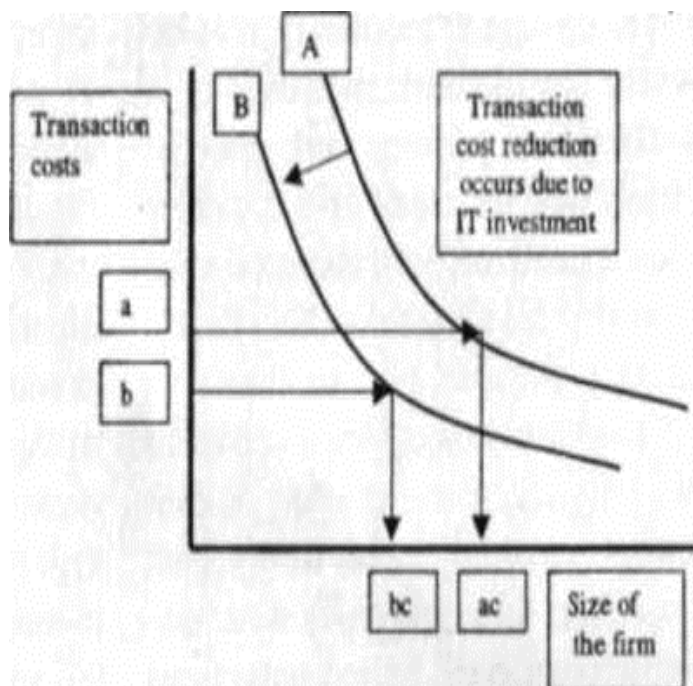 A
B
Transaction
costs
Transaction
cost reduction
occurs due to
IT investment
a
b
bc
ac
Size of
the firm